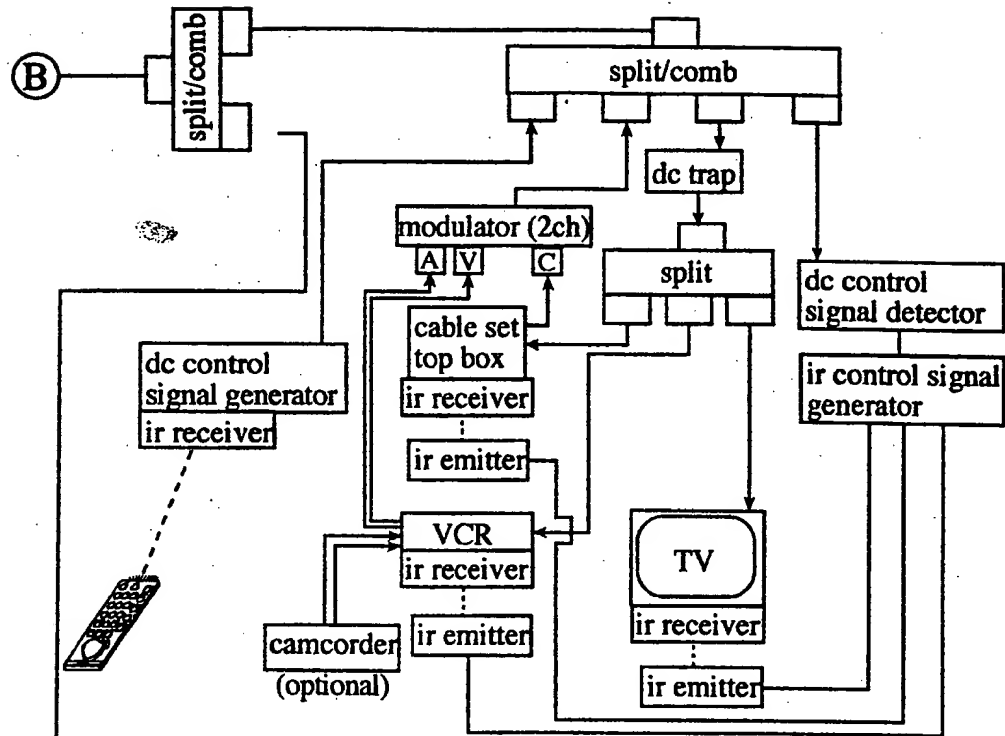 B
split/comb
split/comb
dc trap
modulator (2ch)
A V C
split
dc control
signal detector
cable set
top box
ir receiver
dc control
signal generator
ir receiver
ir control signal
generator
ir emitter
VCR
ir receiver
TV
ir emitter
ir receiver
camcorder
(optional)
ir emitter